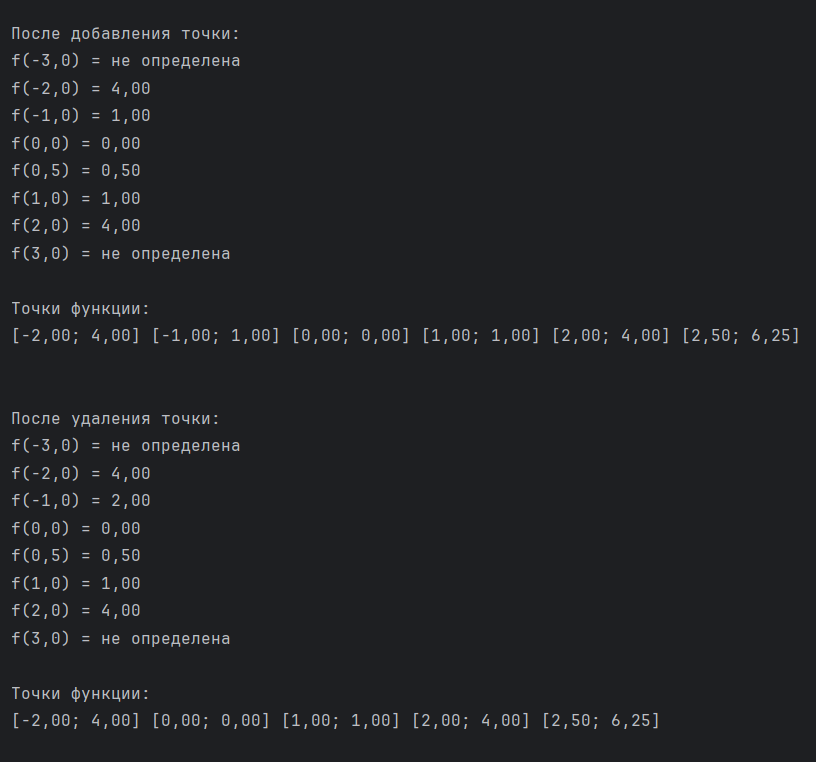 После добавления точки:
f(-3,0) = не определена
f(-2,0) = 4,00
f(-1,0) = 1,00
f(0,0) = 0,00
f(0,5) = 0,50
f(1,0) = 1,00
f(2,0) = 4,00
f(3,0) = не определена
Точки функции:
[-2,00; 4,00] [-1,00; 1,00] [0,00; 0,00] [1,00; 1,00] [2,00; 4,00] [2,50; 6,25]
После удаления точки:
f(-3,0) = не определена
f(-2,0) = 4,00
f(-1,0) = 2,00
f(0,0) = 0,00
f(0,5) = 0,50
f(1,0) = 1,00
f(2,0) = 4,00
f(3,0) = не определена
Точки функции:
[-2,00; 4,00] [0,00; 0,00] [1,00; 1,00] [2,00; 4,00] [2,50; 6,25]